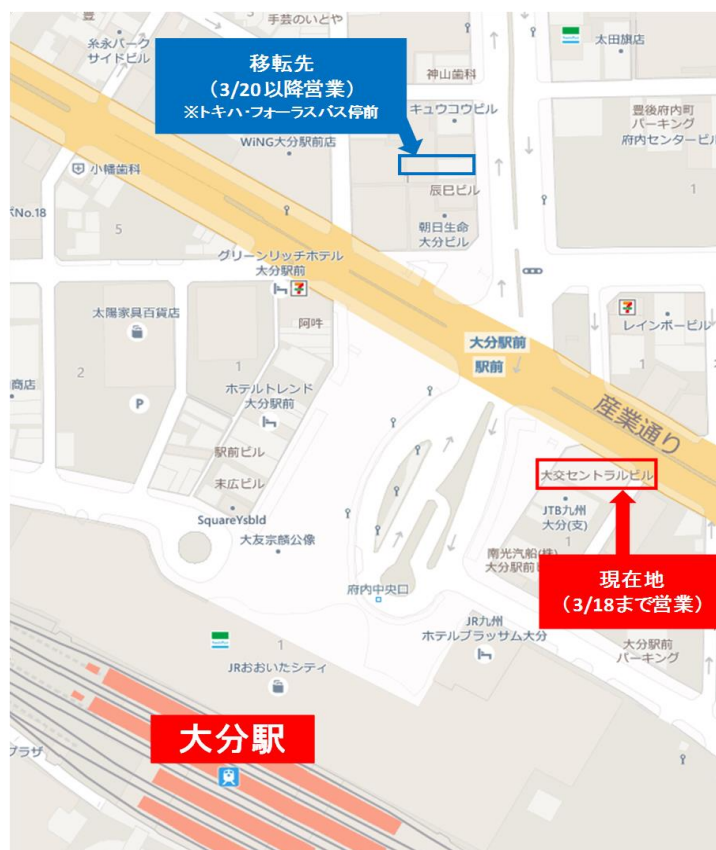 手芸のいとや
豊
糸永パーク
サイドビル
太田旗店
移転先
（3/20以降営業）
※トキハ・フォーラスバス停前
神山歯科
キュウコウビル
豊後府内町
パーキング
府内センタービル
WiNG大分駅前店
小幡歯科
辰巳ビル
1
No.18
5
朝日生命
大分ビル
グリーンリッチホテル
大分駅前
太陽家具百貨店
阿吽
レインボービル
大分駅前
駅前
2
1
1
商店
ホテルトレンド
大分駅前
P
産業通り
駅前ビル
大交セントラルビル
末広ビル
JTB九州
大分(支)
SquareYsbld
大友宗麟公像
1
南光汽船(株)
大分駅前
現在地
（3/18まで営業）
府内中央口
JR九州
ホテルブラッサム大分
大分駅前
パーキング
1
JRおおいたシティ
大分駅
プラザ